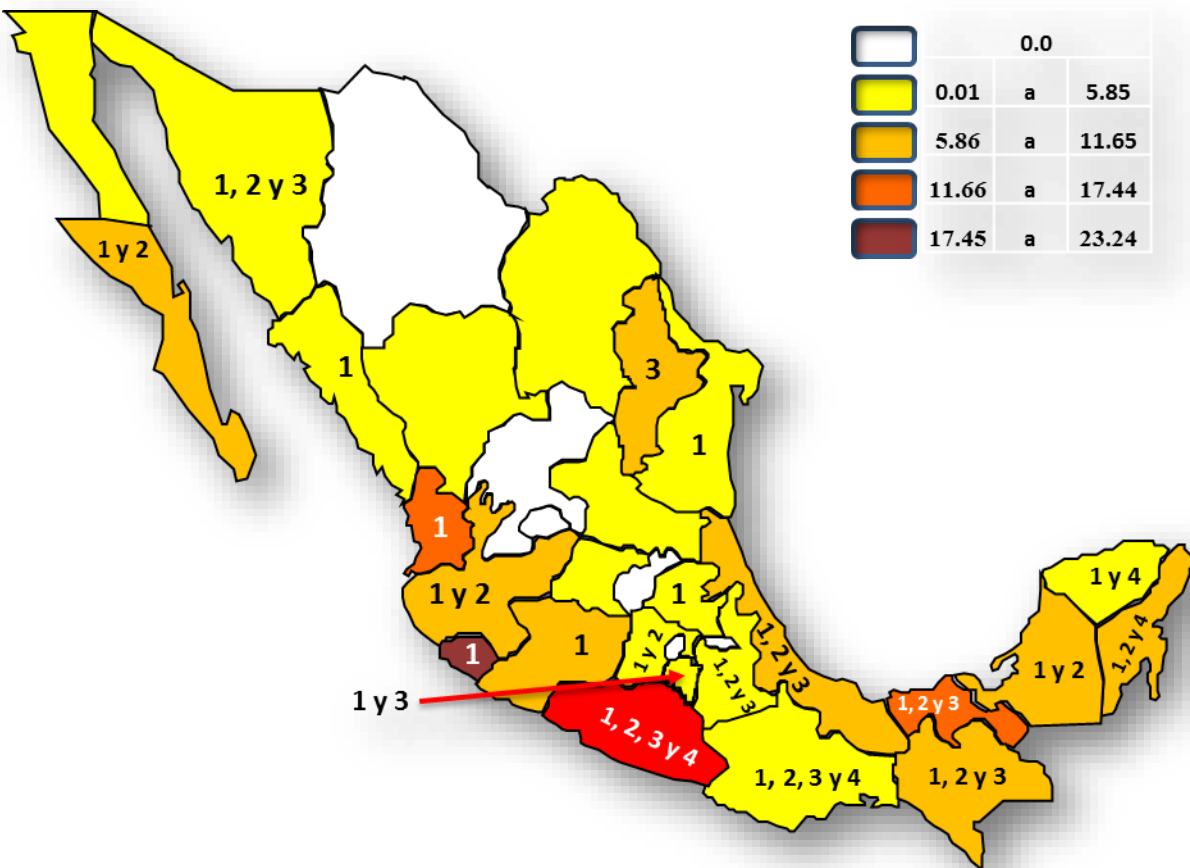 0.0
0.01 a 5.85
5.86 a 11.65
11.66 a 17.44
17.45 a 23.24
1, 2 y 3
1 y 2
1
3
1
1
1 y 2
1
1
1
1 y 2
1, 2 y 3
1, 2 y 3
1 y 3
1, 2, 3 y 4
1, 2, 3 y 4
1, 2 y 3
1, 2 y 3
1 y 2
1 y 4
1, 2 y 4